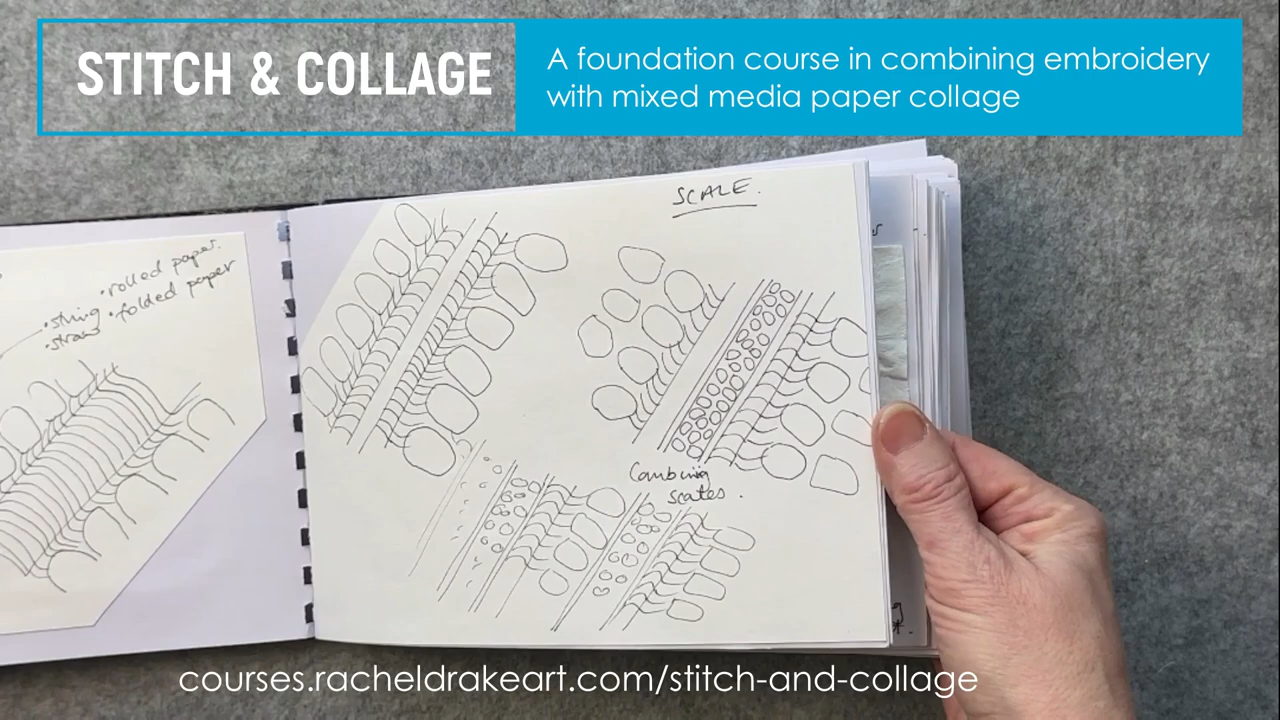 STITCH & COLLAGE
A foundation course in combining embroidery
with mixed media paper collage
SCALE.
• rolled paper.
• string • folded paper
• straw
Combing
scales.
courses.racheldrakeart.com/stitch-and-collage